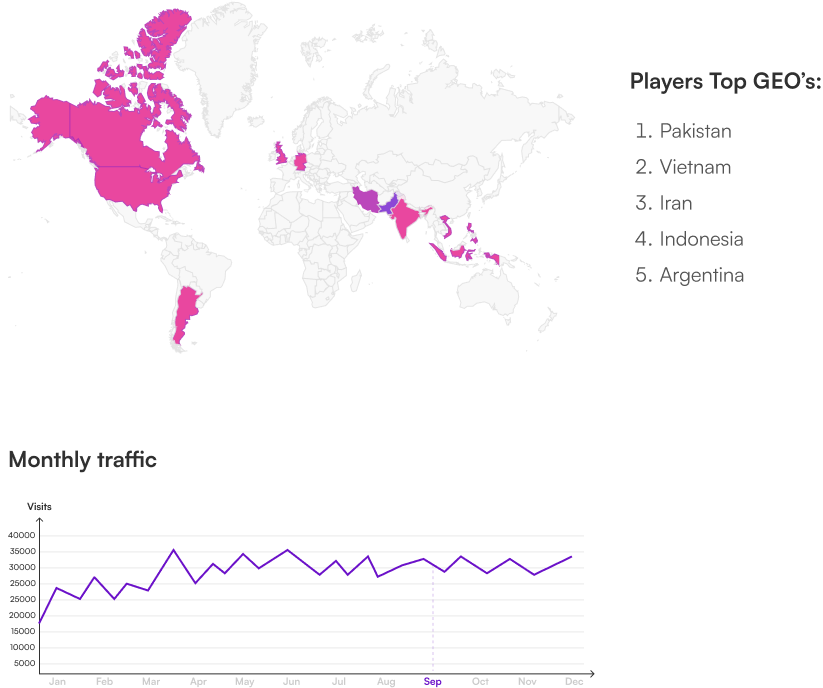 Players Top GEO’s:
1. Pakistan
2. Vietnam
3. Iran
4. Indonesia
5. Argentina
Monthly traffic
Visits
40000
35000
30000
25000
20000
15000
10000
5000
Jan Feb Mar Apr May Jun Jul Aug Sep Oct Nov Dec